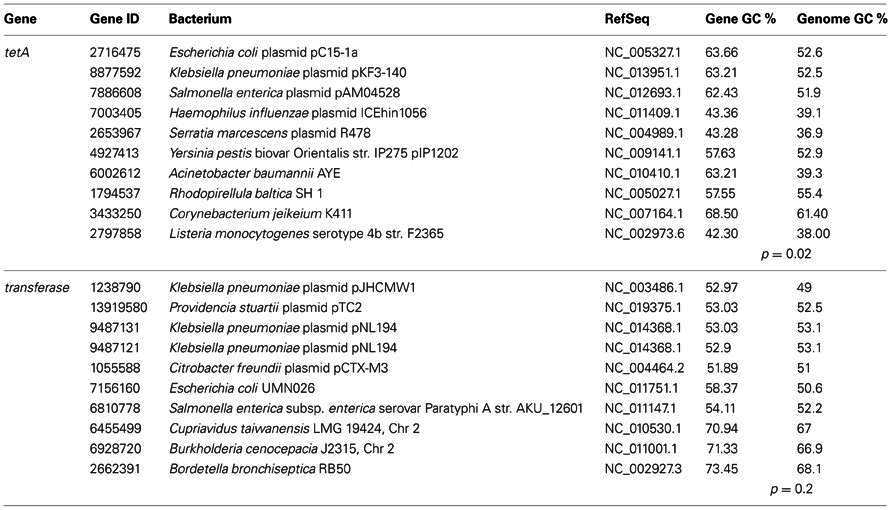 Gene Gene ID Bacterium RefSeq Gene GC % Genome GC %
tetA 2716475 Escherichia coli plasmid pC15-1a NC_005327.1 63.66 52.6
8877592 Klebsiella pneumoniae plasmid pKF3-140 NC_013951.1 63.21 52.5
7886608 Salmonella enterica plasmid pAM04528 NC_012693.1 62.43 51.9
7003405 Haemophilus influenzae plasmid ICEhin1056 NC_011409.1 43.36 39.1
2653967 Serratia marcescens plasmid R478 NC_004989.1 43.28 36.9
4927413 Yersinia pestis biovar Orientalis str. IP275 pIP1202 NC_009141.1 57.63 52.9
6002612 Acinetobacter baumannii AYE NC_010410.1 63.21 39.3
1794537 Rhodopirellula baltica SH 1 NC_005027.1 57.55 55.4
3433250 Corynebacterium jeikeium K411 NC_007164.1 68.50 61.40
2797858 Listeria monocytogenes serotype 4b str. F2365 NC_002973.6 42.30 38.00
p = 0.02
transferase 1238790 Klebsiella pneumoniae plasmid pJHCMW1 NC_003486.1 52.97 49
13919580 Providencia stuartii plasmid pTC2 NC_019375.1 53.03 52.5
9487131 Klebsiella pneumoniae plasmid pNL194 NC_014368.1 53.03 53.1
9487121 Klebsiella pneumoniae plasmid pNL194 NC_014368.1 52.9 53.1
1055588 Citrobacter freundii plasmid pCTX-M3 NC_004464.2 51.89 51
7156160 Escherichia coli UMN026 NC_011751.1 58.37 50.6
6810778 Salmonella enterica subsp. enterica serovar Paratyphi A str. AKU_12601 NC_011147.1 54.11 52.2
6455499 Cupriavidus taiwanensis LMG 19424, Chr 2 NC_010530.1 70.94 67
6928720 Burkholderia cenocepacia J2315, Chr 2 NC_011001.1 71.33 66.9
2662391 Bordetella bronchiseptica RB50 NC_002927.3 73.45 68.1
p = 0.2